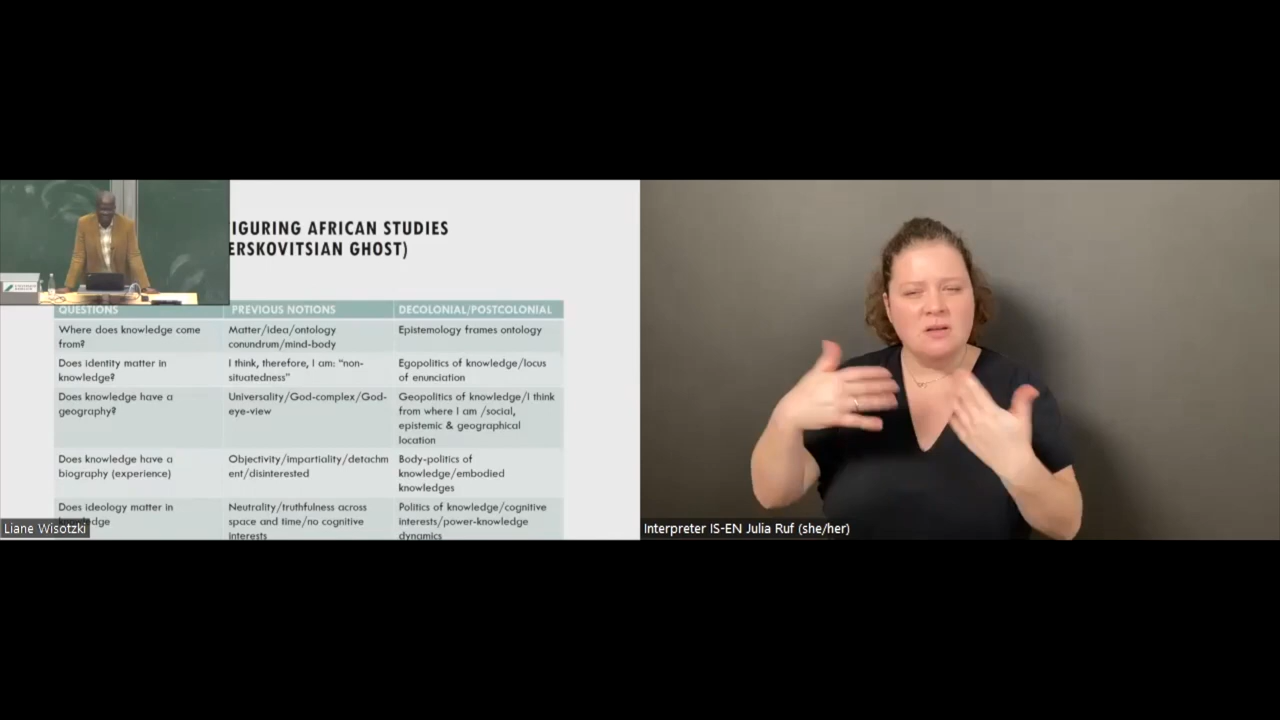 IGURING AFRICAN STUDIES
ERSKOVITSIAN GHOST)
QUESTIONS
PREVIOUS NOTIONS
DECOLONIAL/POSTCOLONIAL
Where does knowledge come
from?
Matter/Idea/ontology
conundrum/mind-body
Epistemology frames ontology
Does identity matter in
knowledge?
I think, therefore, I am: “non-
situatedness”
Egopolitics of knowledge/locus
of enunciation
Does knowledge have a
geography?
Universality/God-complex/God-
eye-view
Geopolitics of knowledge/I think
from where I am /social,
epistemic & geographical
location
Does knowledge have a
biography (experience)
Objectivity/impartiality/detachm
ent/disinterested
Body-politics of
knowledge/embodied
knowledges
Does ideology matter in
Neutrality/truthfulness across
space and time/no cognitive
interests
Politics of knowledge/cognitive
interests/power-knowledge
dynamics
Liane Wisotzki
Interpreter IS-EN Julia Ruf (she/her)